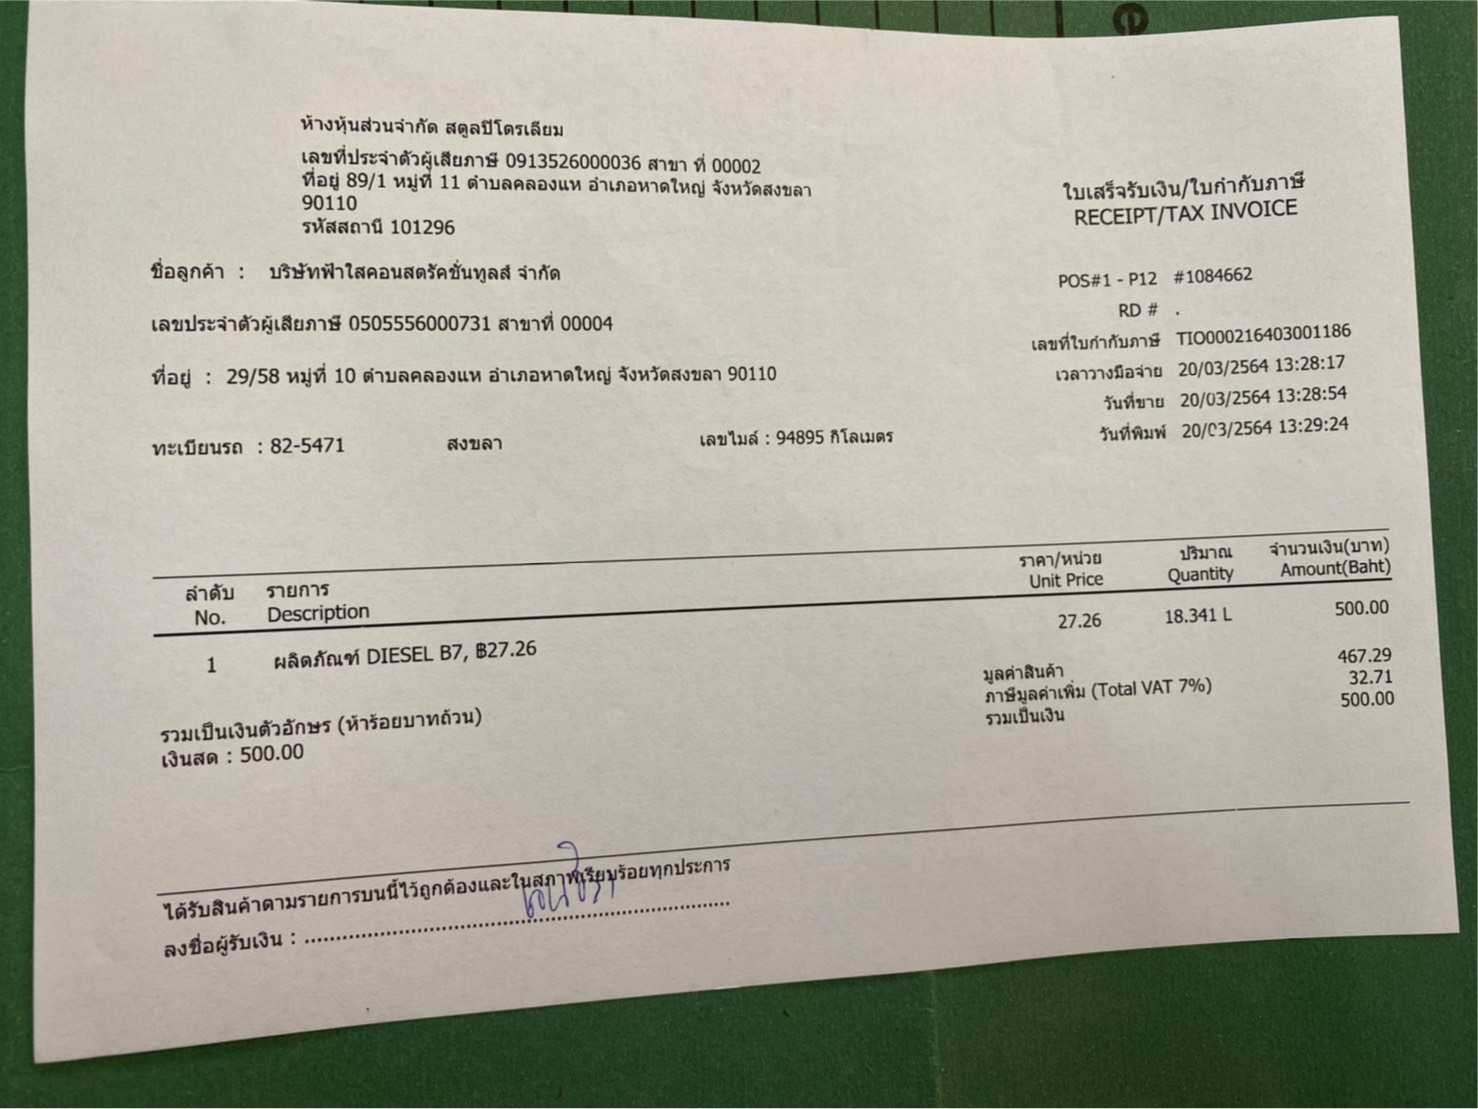 ห้างหุ้นส่วนจำกัด สตูลปิโตรเลียม
เลขที่ประจำตัวผู้เสียภาษี 0913526000036 สาขา ที่ 00002
ที่อยู่ 89/1 หมู่ที่ 11 ตำบลคลองแห อำเภอหาดใหญ่ จังหวัดสงขลา
90110
รหัสสถานี 101296
ใบเสร็จรับเงิน/ใบกำกับภาษี
RECEIPT/TAX INVOICE
ชื่อลูกค้า : บริษัทฟ้าใสคอนสตรัคชั่นทูลส์ จำกัด
เลขประจำตัวผู้เสียภาษี 0505556000731 สาขาที่ 00004
ที่อยู่ : 29/58 หมู่ที่ 10 ตำบลคลองแห อำเภอหาดใหญ่ จังหวัดสงขลา 90110
ทะเบียนรถ : 82-5471 สงขลา เลขไมล์ : 94895 กิโลเมตร
POS#1 - P12 #1084662
RD # .
เลขที่ใบกำกับภาษี TIO000216403001186
เวลาวางมือจ่าย 20/03/2564 13:28:17
วันที่ขาย 20/03/2564 13:28:54
วันที่พิมพ์ 20/03/2564 13:29:24
ลำดับ รายการ ราคา/หน่วย ปริมาณ จำนวนเงิน(บาท)
No. Description Unit Price Quantity Amount(Baht)
1 ผลิตภัณฑ์ DIESEL B7, ฿27.26 27.26 18.341 L 500.00
มูลค่าสินค้า 467.29
ภาษีมูลค่าเพิ่ม (Total VAT 7%) 32.71
รวมเป็นเงิน 500.00
รวมเป็นเงินตัวอักษร (ห้าร้อยบาทถ้วน)
เงินสด : 500.00
ได้รับสินค้าตามรายการบนนี้ไว้ถูกต้องและในสภาพเรียบร้อยทุกประการ
ลงชื่อผู้รับเงิน : ....................................................................